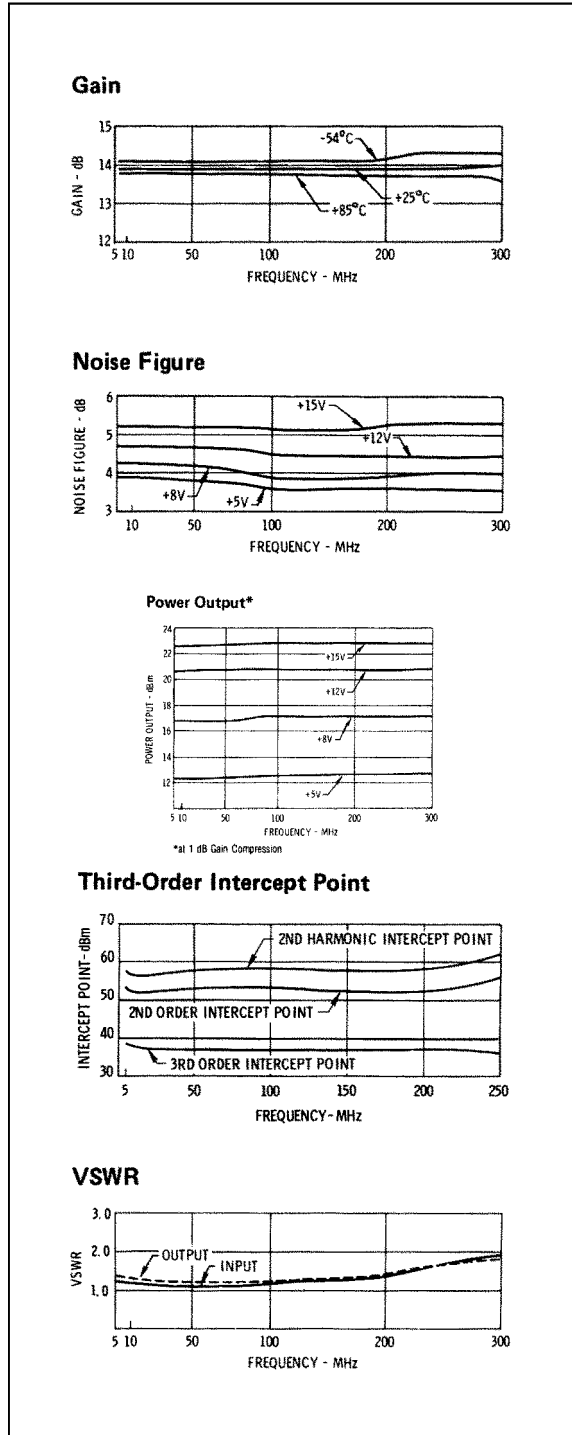 Gain
15
14
13
12
GAIN - dB
-54°C
+25°C
+85°C
5 10 50 100 200 300
FREQUENCY - MHz
Noise Figure
6
5
4
3
NOISE FIGURE - dB
+15V
+12V
+8V
+5V
10 50 100 200 300
FREQUENCY - MHz
Power Output*
24
22
20
18
16
14
12
POWER OUTPUT - dBm
+15V
+12V
+8V
+5V
5 10 50 100 200 300
FREQUENCY - MHz
*at 1 dB Gain Compression
Third-Order Intercept Point
70
60
50
40
30
INTERCEPT POINT-dBm
2ND HARMONIC INTERCEPT POINT
2ND ORDER INTERCEPT POINT
3RD ORDER INTERCEPT POINT
5 50 100 150 200 250
FREQUENCY-MHz
VSWR
3.0
2.0
1.0
VSWR
OUTPUT
INPUT
5 10 50 100 200 300
FREQUENCY - MHz